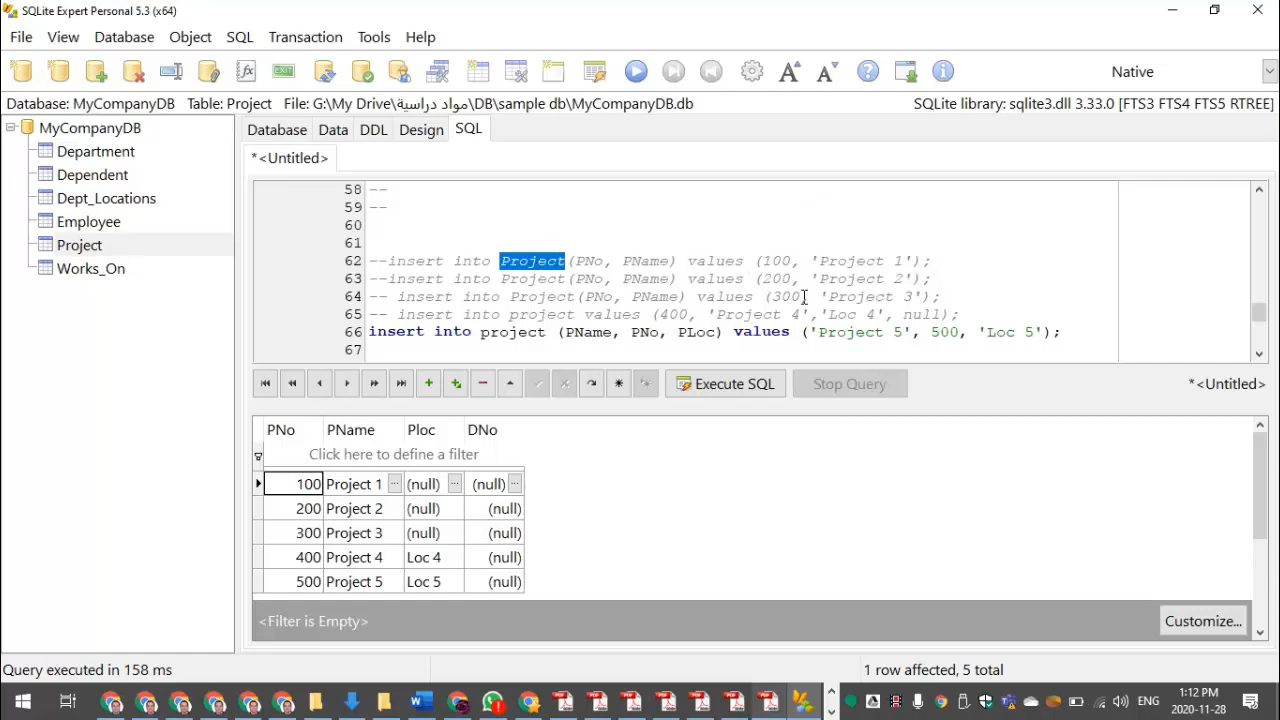 SQLite Expert Personal 5.3 (x64)
File View Database Object SQL Transaction Tools Help
Native
Database: MyCompanyDB Table: Project File: G:\My Drive\مواد دراسية\DB\sample db\MyCompanyDB.db SQLite library: sqlite3.dll 3.33.0 [FTS3 FTS4 FTS5 RTREE]
MyCompanyDB
Department
Dependent
Dept_Locations
Employee
Project
Works_On
Database Data DDL Design SQL
*<Untitled>
58 --
59 --
60
61
62 --insert into Project(PNo, PName) values (100, 'Project 1');
63 --insert into Project(PNo, PName) values (200, 'Project 2');
64 -- insert into Project(PNo, PName) values (300, 'Project 3');
65 -- insert into project values (400, 'Project 4','Loc 4', null);
66 insert into project (PName, PNo, PLoc) values ('Project 5', 500, 'Loc 5');
67
Execute SQL Stop Query *<Untitled>
PNo PName Ploc DNo
Click here to define a filter
100 Project 1 (null) (null)
200 Project 2 (null) (null)
300 Project 3 (null) (null)
400 Project 4 Loc 4 (null)
500 Project 5 Loc 5 (null)
<Filter is Empty> Customize...
Query executed in 158 ms 1 row affected, 5 total
ENG
1:12 PM
2020-11-28